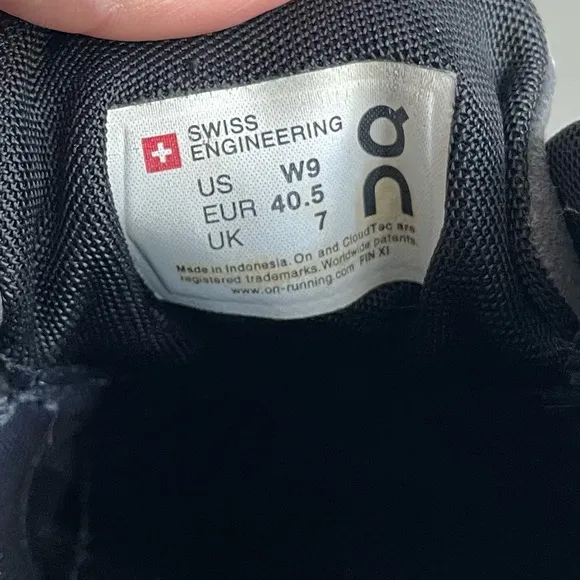 SWISS
ENGINEERING
US W9
EUR 40.5
UK 7
Made in Indonesia. On and CloudTec are
registered trademarks. Worldwide patents.
www.on-running.com FIN XI
On